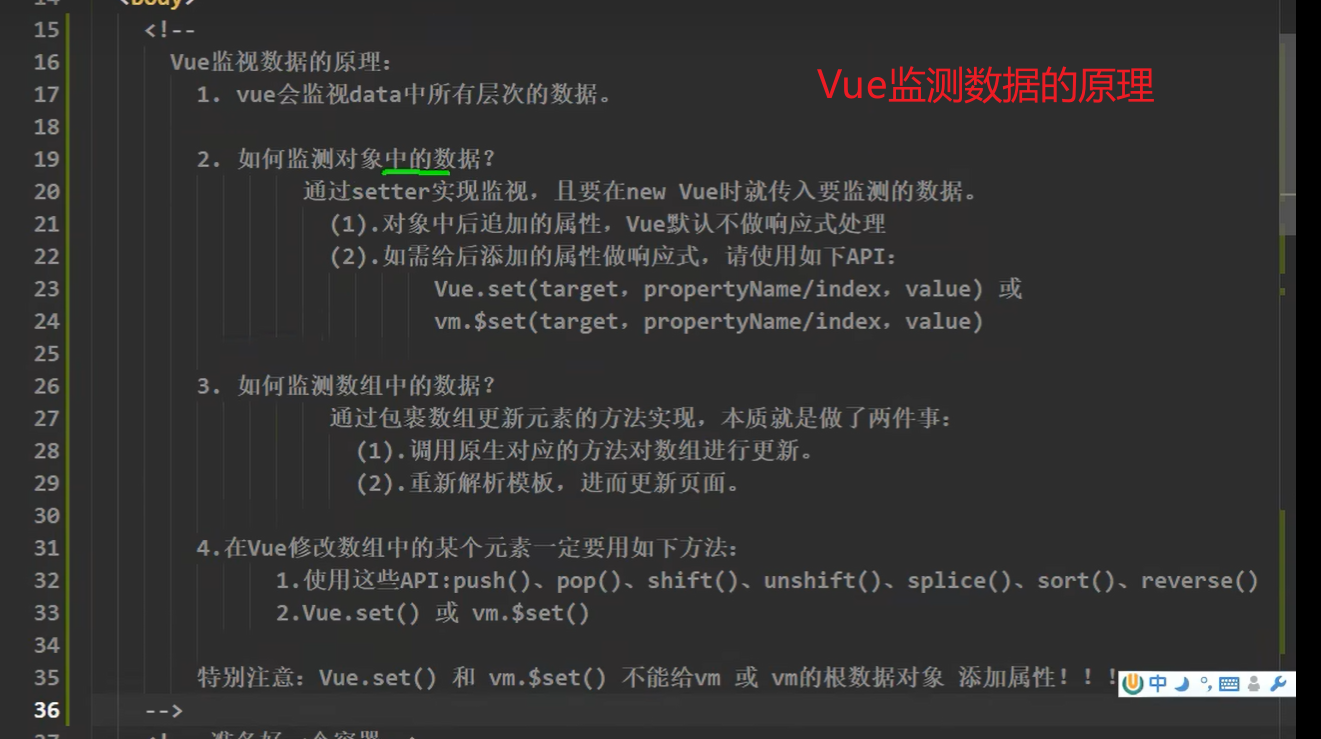 14 <body>
15 <!--
16 Vue监视数据的原理：
Vue监测数据的原理
17 1. vue会监视data中所有层次的数据。
18
19 2. 如何监测对象中的数据？
20 通过setter实现监视，且要在new Vue时就传入要监测的数据。
21 (1).对象中后追加的属性，Vue默认不做响应式处理
22 (2).如需给后添加的属性做响应式，请使用如下API：
23 Vue.set(target，propertyName/index，value) 或
24 vm.$set(target，propertyName/index，value)
25
26 3. 如何监测数组中的数据？
27 通过包裹数组更新元素的方法实现，本质就是做了两件事：
28 (1).调用原生对应的方法对数组进行更新。
29 (2).重新解析模板，进而更新页面。
30
31 4.在Vue修改数组中的某个元素一定要用如下方法：
32 1.使用这些API:push()、pop()、shift()、unshift()、splice()、sort()、reverse()
33 2.Vue.set() 或 vm.$set()
34
35 特别注意：Vue.set() 和 vm.$set() 不能给vm 或 vm的根数据对象 添加属性！！！
中
36 -->
37 <!-- 准备好一个容器-->